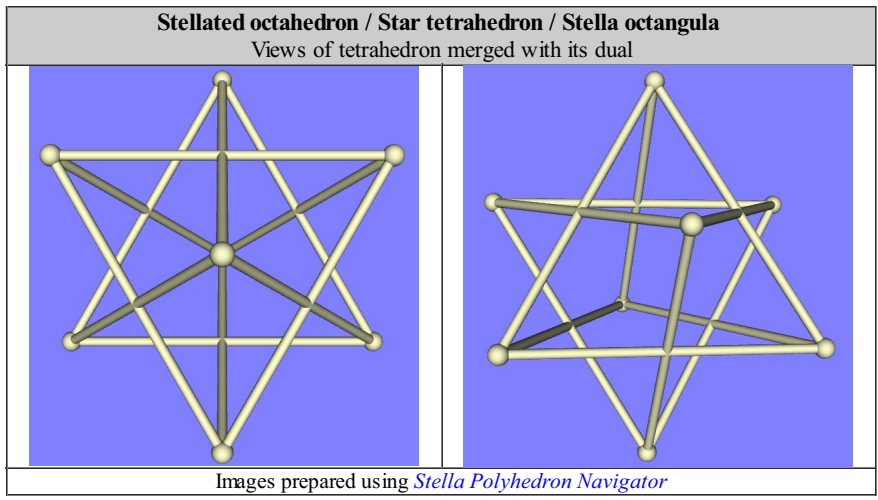 Stellated octahedron / Star tetrahedron / Stella octangula
Views of tetrahedron merged with its dual
Images prepared using Stella Polyhedron Navigator